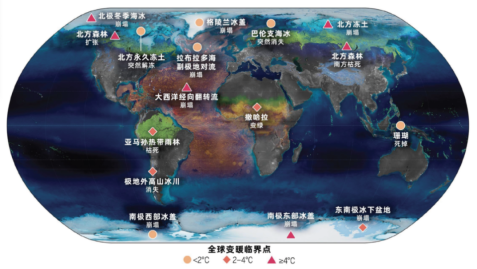 北极冬季海冰
崩塌
格陵兰冰盖
崩塌
巴伦支海冰
突然消失
北方冻土
崩塌
北方森林
扩张
北方永久冻土
突然解冻
拉布拉多海
副极地对流
崩塌
北方森林
南方枯死
大西洋经向翻转流
崩塌
撒哈拉
变绿
珊瑚
死掉
亚马孙热带雨林
枯死
极地外高山冰川
消失
南极西部冰盖
崩塌
南极东部冰盖
崩塌
东南极冰下盆地
崩塌
全球变暖临界点
<2°C
2-4°C
≥4°C